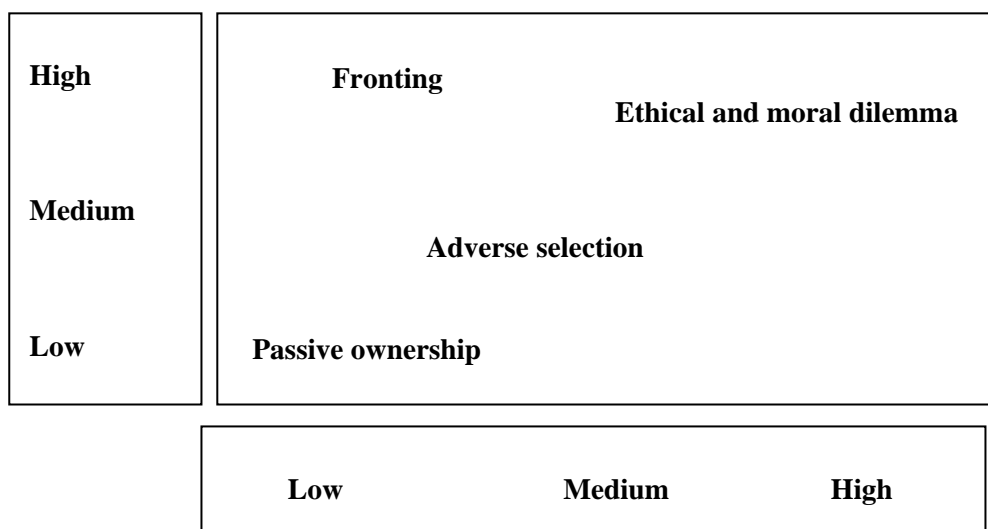 High
Fronting
Ethical and moral dilemma
Medium
Adverse selection
Low
Passive ownership
Low Medium High